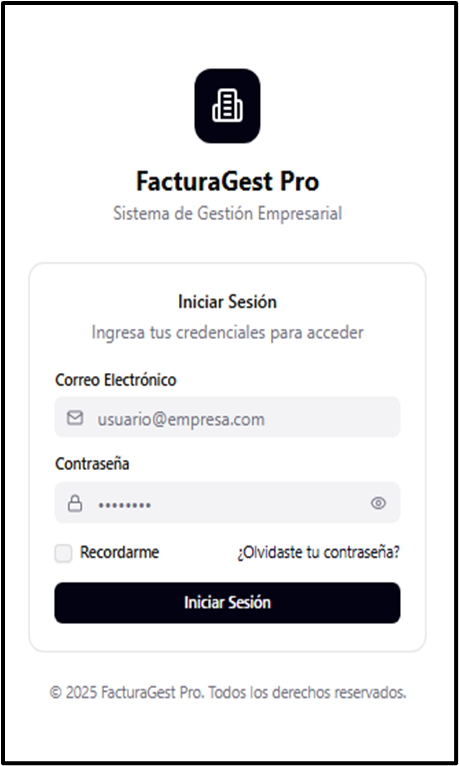 FacturaGest Pro
Sistema de Gestión Empresarial
Iniciar Sesión
Ingresa tus credenciales para acceder
Correo Electrónico
usuario@empresa.com
Contraseña
••••••••
Recordarme ¿Olvidaste tu contraseña?
Iniciar Sesión
© 2025 FacturaGest Pro. Todos los derechos reservados.